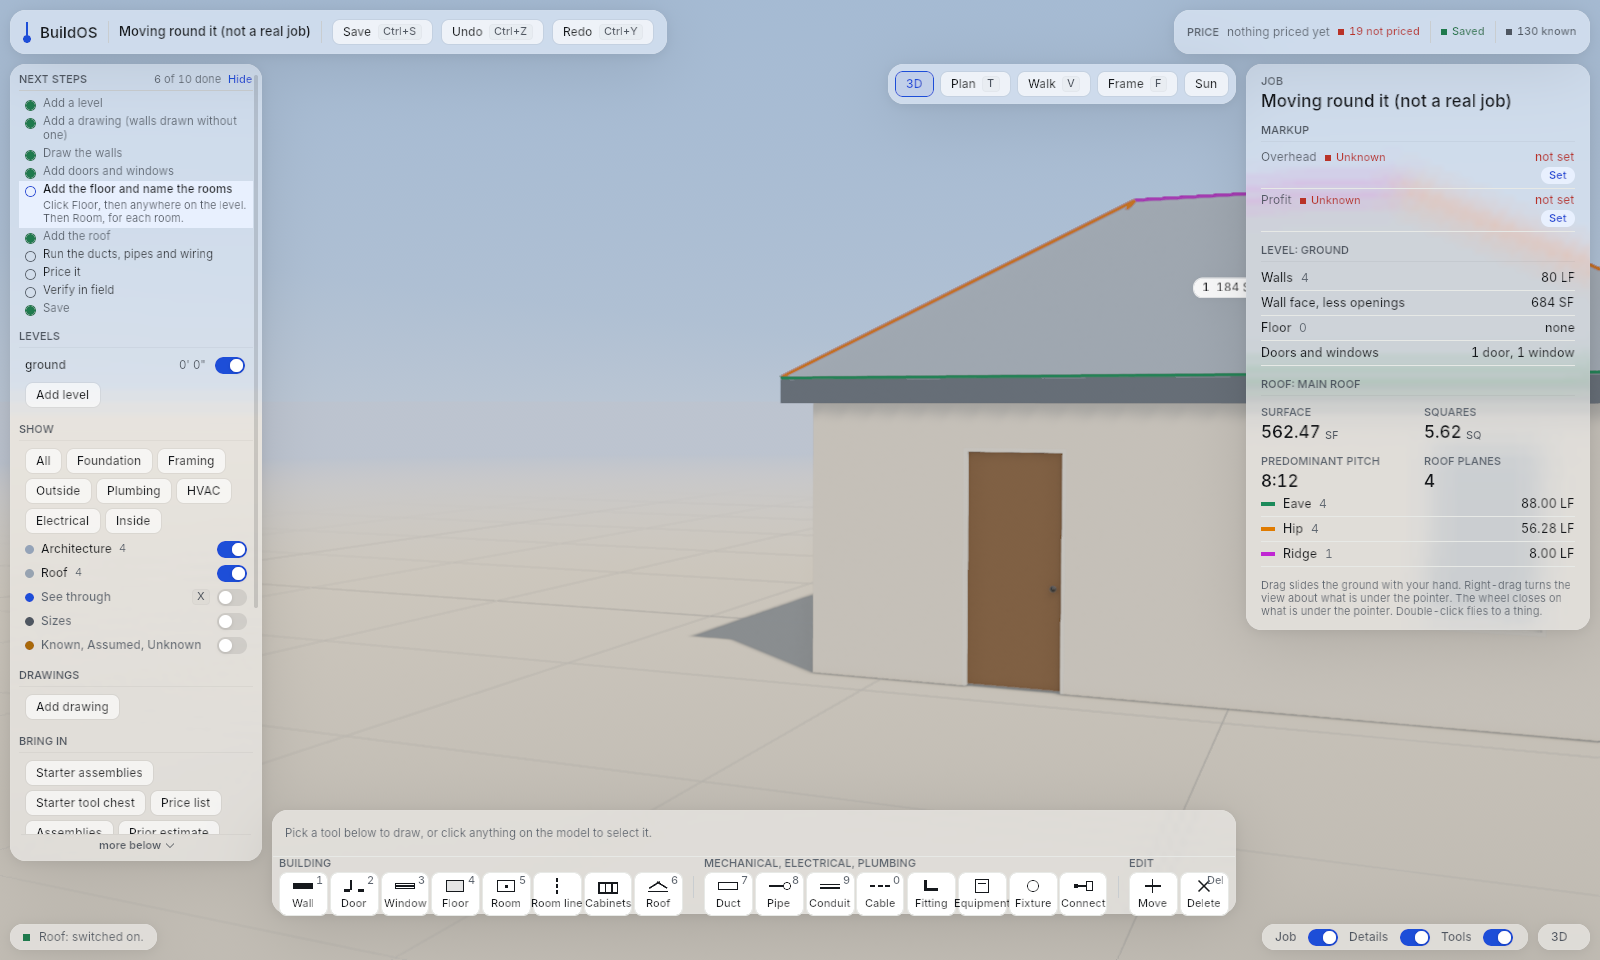 BuildOS
Moving round it (not a real job)
Save Ctrl+S
Undo Ctrl+Z
Redo Ctrl+Y
PRICE nothing priced yet 19 not priced
Saved
130 known
NEXT STEPS 6 of 10 done Hide
Add a level
Add a drawing (walls drawn without
one)
Draw the walls
Add doors and windows
Add the floor and name the rooms
Click Floor, then anywhere on the level.
Then Room, for each room.
Add the roof
Run the ducts, pipes and wiring
Price it
Verify in field
Save
LEVELS
ground 0' 0"
Add level
SHOW
All Foundation Framing
Outside Plumbing HVAC
Electrical Inside
Architecture 4
Roof 4
See through X
Sizes
Known, Assumed, Unknown
DRAWINGS
Add drawing
BRING IN
Starter assemblies
Starter tool chest Price list
Assemblies Prior estimate
more below
Roof: switched on.
3D Plan T Walk V Frame F Sun
1 184
JOB
Moving round it (not a real job)
MARKUP
Overhead Unknown not set
Set
Profit Unknown not set
Set
LEVEL: GROUND
Walls 4 80 LF
Wall face, less openings 684 SF
Floor 0 none
Doors and windows 1 door, 1 window
ROOF: MAIN ROOF
SURFACE SQUARES
562.47 SF 5.62 SQ
PREDOMINANT PITCH ROOF PLANES
8:12 4
Eave 4 88.00 LF
Hip 4 56.28 LF
Ridge 1 8.00 LF
Drag slides the ground with your hand. Right-drag turns the
view about what is under the pointer. The wheel closes on
what is under the pointer. Double-click flies to a thing.
Pick a tool below to draw, or click anything on the model to select it.
BUILDING MECHANICAL, ELECTRICAL, PLUMBING EDIT
1 2 3 4 5 6 7 8 9 0 Del
Wall Door Window Floor Room Room line Cabinets Roof Duct Pipe Conduit Cable Fitting Equipment Fixture Connect Move Delete
Job Details Tools 3D